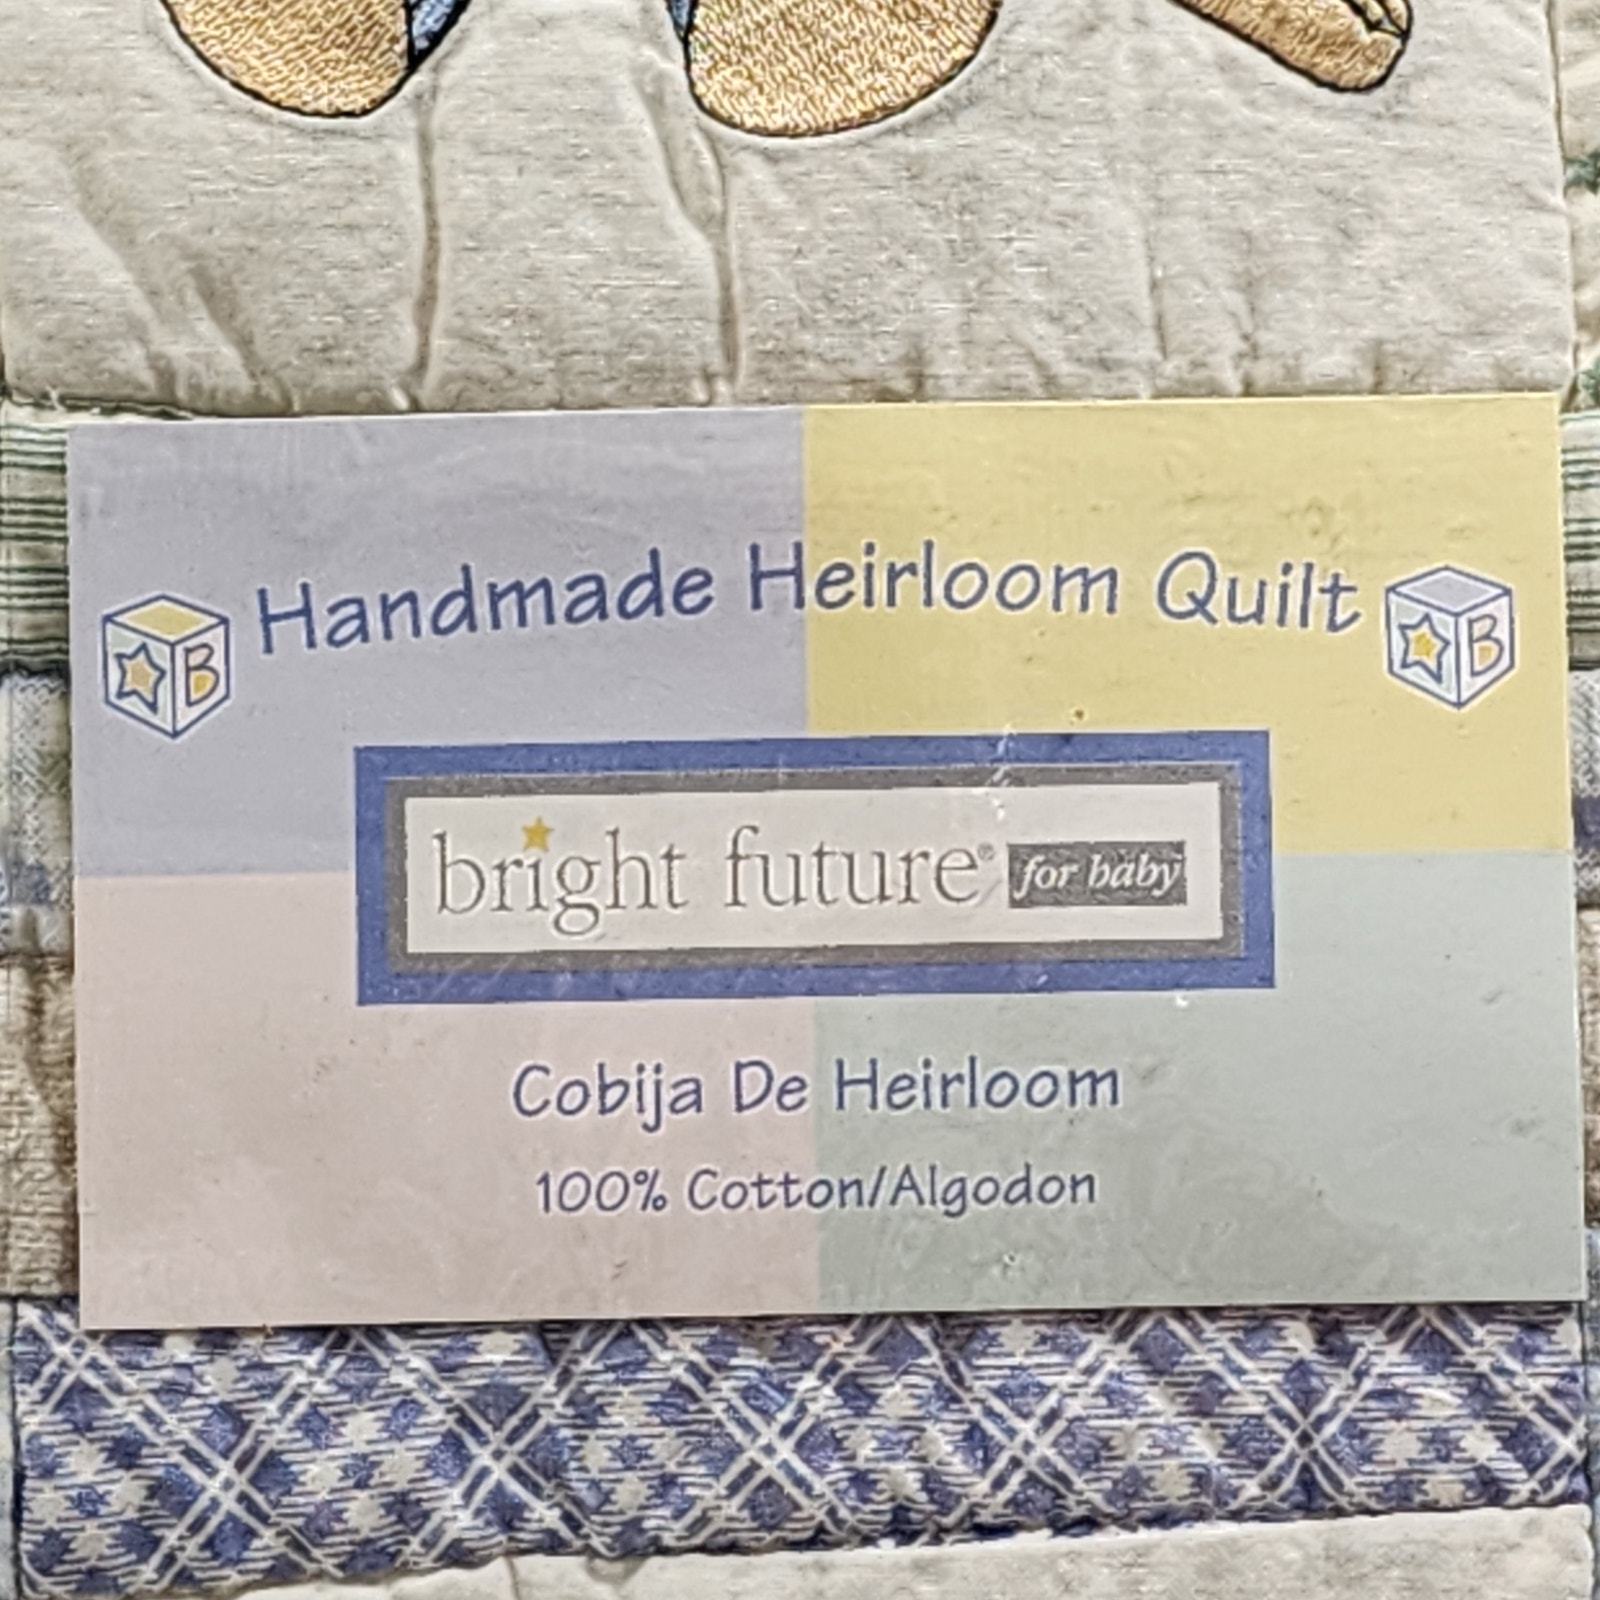 Handmade Heirloom Quilt
B
B
bright future® for baby
Cobija De Heirloom
100% Cotton/Algodon